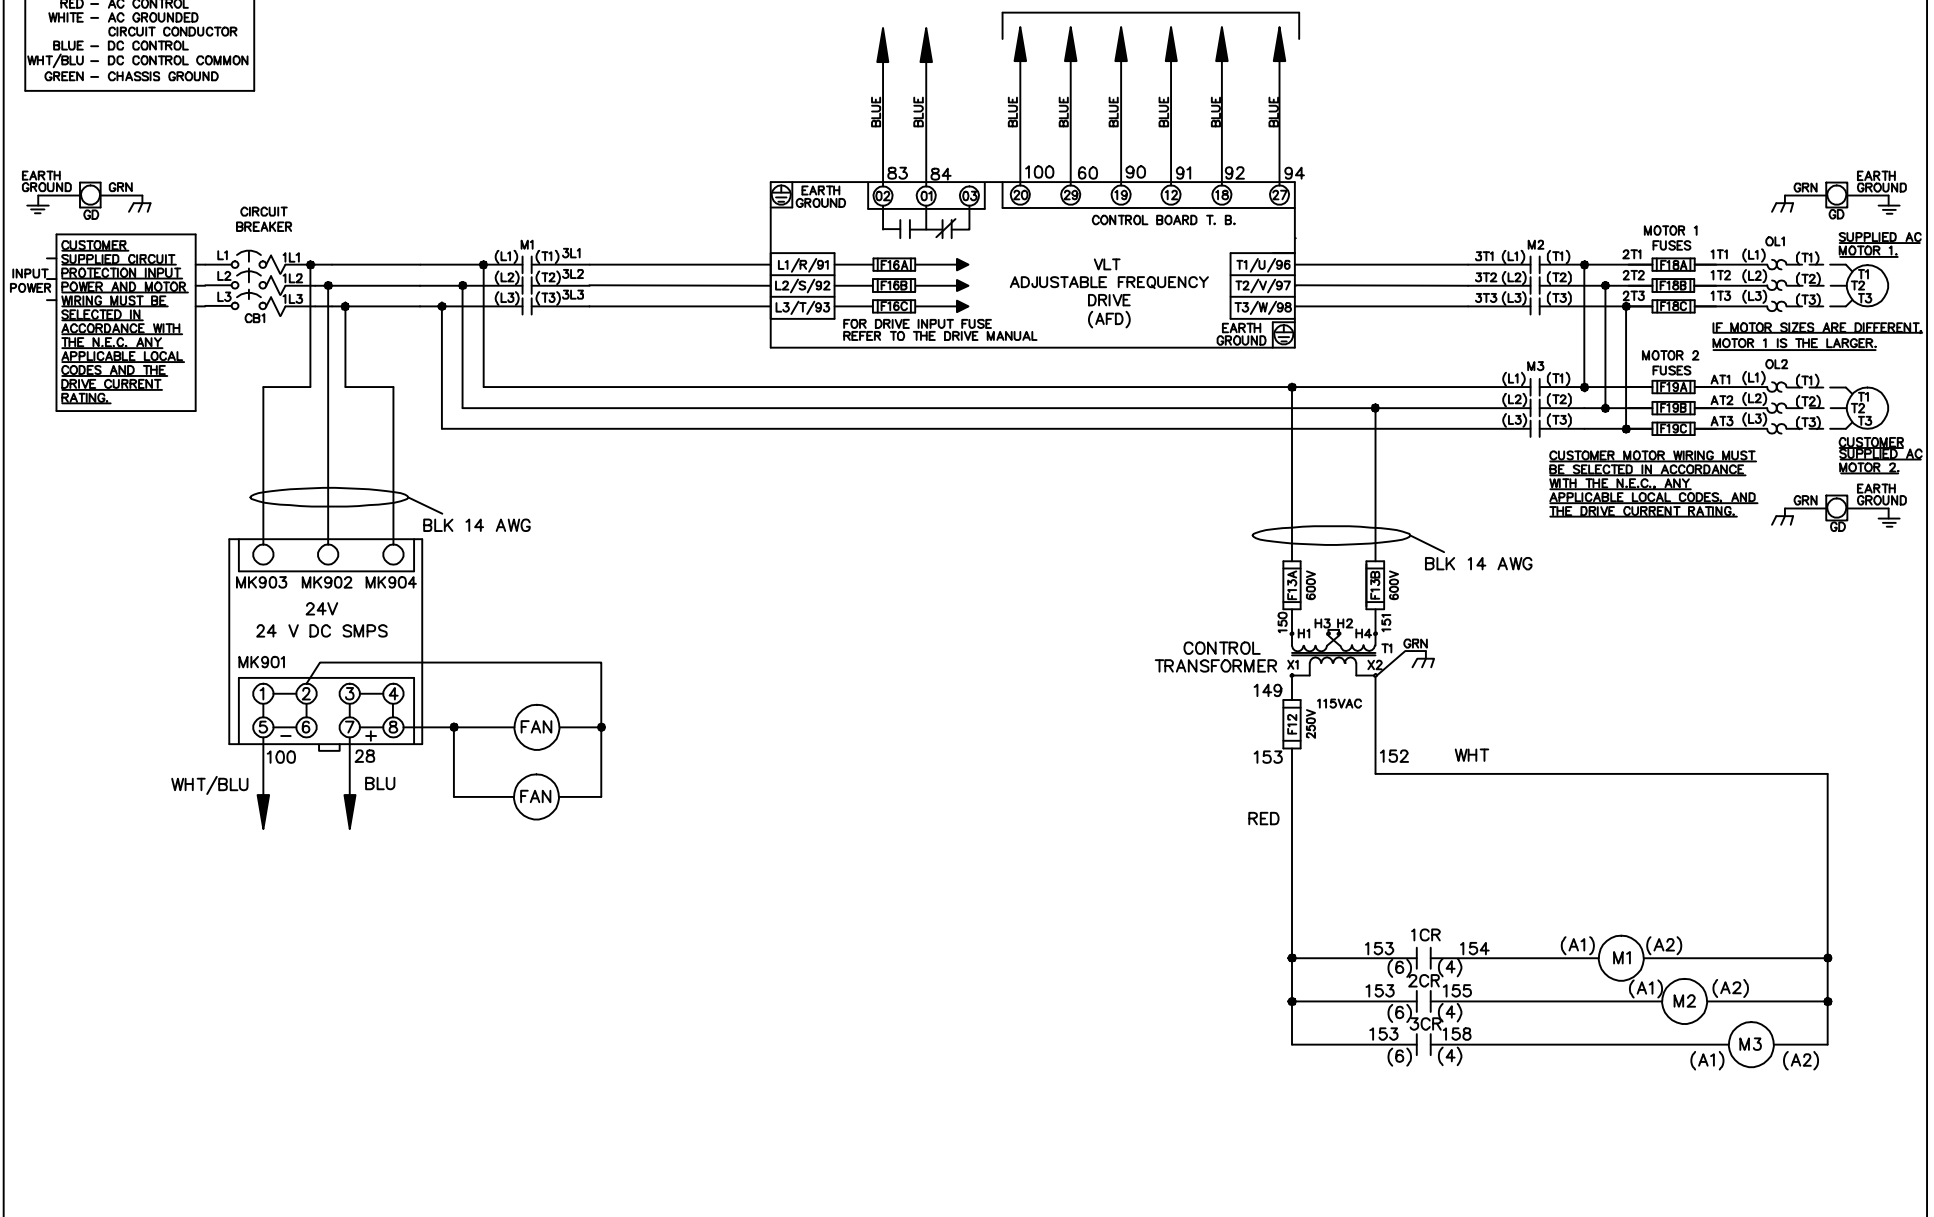 RED – AC CONTROL
WHITE – AC GROUNDED
CIRCUIT CONDUCTOR
BLUE – DC CONTROL
WHT/BLU – DC CONTROL COMMON
GREEN – CHASSIS GROUND
BLUE BLUE BLUE BLUE BLUE BLUE BLUE BLUE
83 84 100 60 90 91 92 94
EARTH
GROUND
02 01 03 20 29 19 12 18 27
CONTROL BOARD T. B.
EARTH
GROUND
GRN
GD
CIRCUIT
BREAKER
INPUT
POWER
CUSTOMER
SUPPLIED CIRCUIT
PROTECTION INPUT
POWER AND MOTOR
WIRING MUST BE
SELECTED IN
ACCORDANCE WITH
THE N.E.C. ANY
APPLICABLE LOCAL
CODES AND THE
DRIVE CURRENT
RATING.
L1 1L1
L2 1L2
L3 1L3
CB1
M1
(L1) (T1) 3L1
(L2) (T2) 3L2
(L3) (T3) 3L3
L1/R/91 F16A
L2/S/92 F16B
L3/T/93 F16C
FOR DRIVE INPUT FUSE
REFER TO THE DRIVE MANUAL
VLT
ADJUSTABLE FREQUENCY
DRIVE
(AFD)
T1/U/96
T2/V/97
T3/W/98
EARTH
GROUND
M2
3T1 (L1) (T1)
3T2 (L2) (T2)
3T3 (L3) (T3)
MOTOR 1
FUSES
2T1 F18A 1T1 (L1) (T1)
2T2 F18B 1T2 (L2) (T2)
2T3 F18C 1T3 (L3) (T3)
OL1
GRN
GD
EARTH
GROUND
SUPPLIED AC
MOTOR 1.
T1
T2
T3
IF MOTOR SIZES ARE DIFFERENT,
MOTOR 1 IS THE LARGER.
M3
(L1) (T1)
(L2) (T2)
(L3) (T3)
MOTOR 2
FUSES
F19A AT1 (L1) (T1)
F19B AT2 (L2) (T2)
F19C AT3 (L3) (T3)
OL2
T1
T2
T3
CUSTOMER
SUPPLIED AC
MOTOR 2.
CUSTOMER MOTOR WIRING MUST
BE SELECTED IN ACCORDANCE
WITH THE N.E.C., ANY
APPLICABLE LOCAL CODES, AND
THE DRIVE CURRENT RATING.
GRN
GD
EARTH
GROUND
BLK 14 AWG
MK903 MK902 MK904
24V
24 V DC SMPS
MK901
1 2 3 4
5 – 6 7 + 8
100 28
WHT/BLU BLU
FAN
FAN
BLK 14 AWG
F13A 600V F13B 600V
150 151
H1 H3 H2 H4
CONTROL
TRANSFORMER
T1
GRN
X1 X2
149
115VAC
F12 250V
153
152
WHT
RED
1CR
153 154 (A1) M1 (A2)
(6) (4)
2CR
153 155 (A1) M2 (A2)
(6) (4)
3CR
153 158 M3
(6) (4) (A1) (A2)